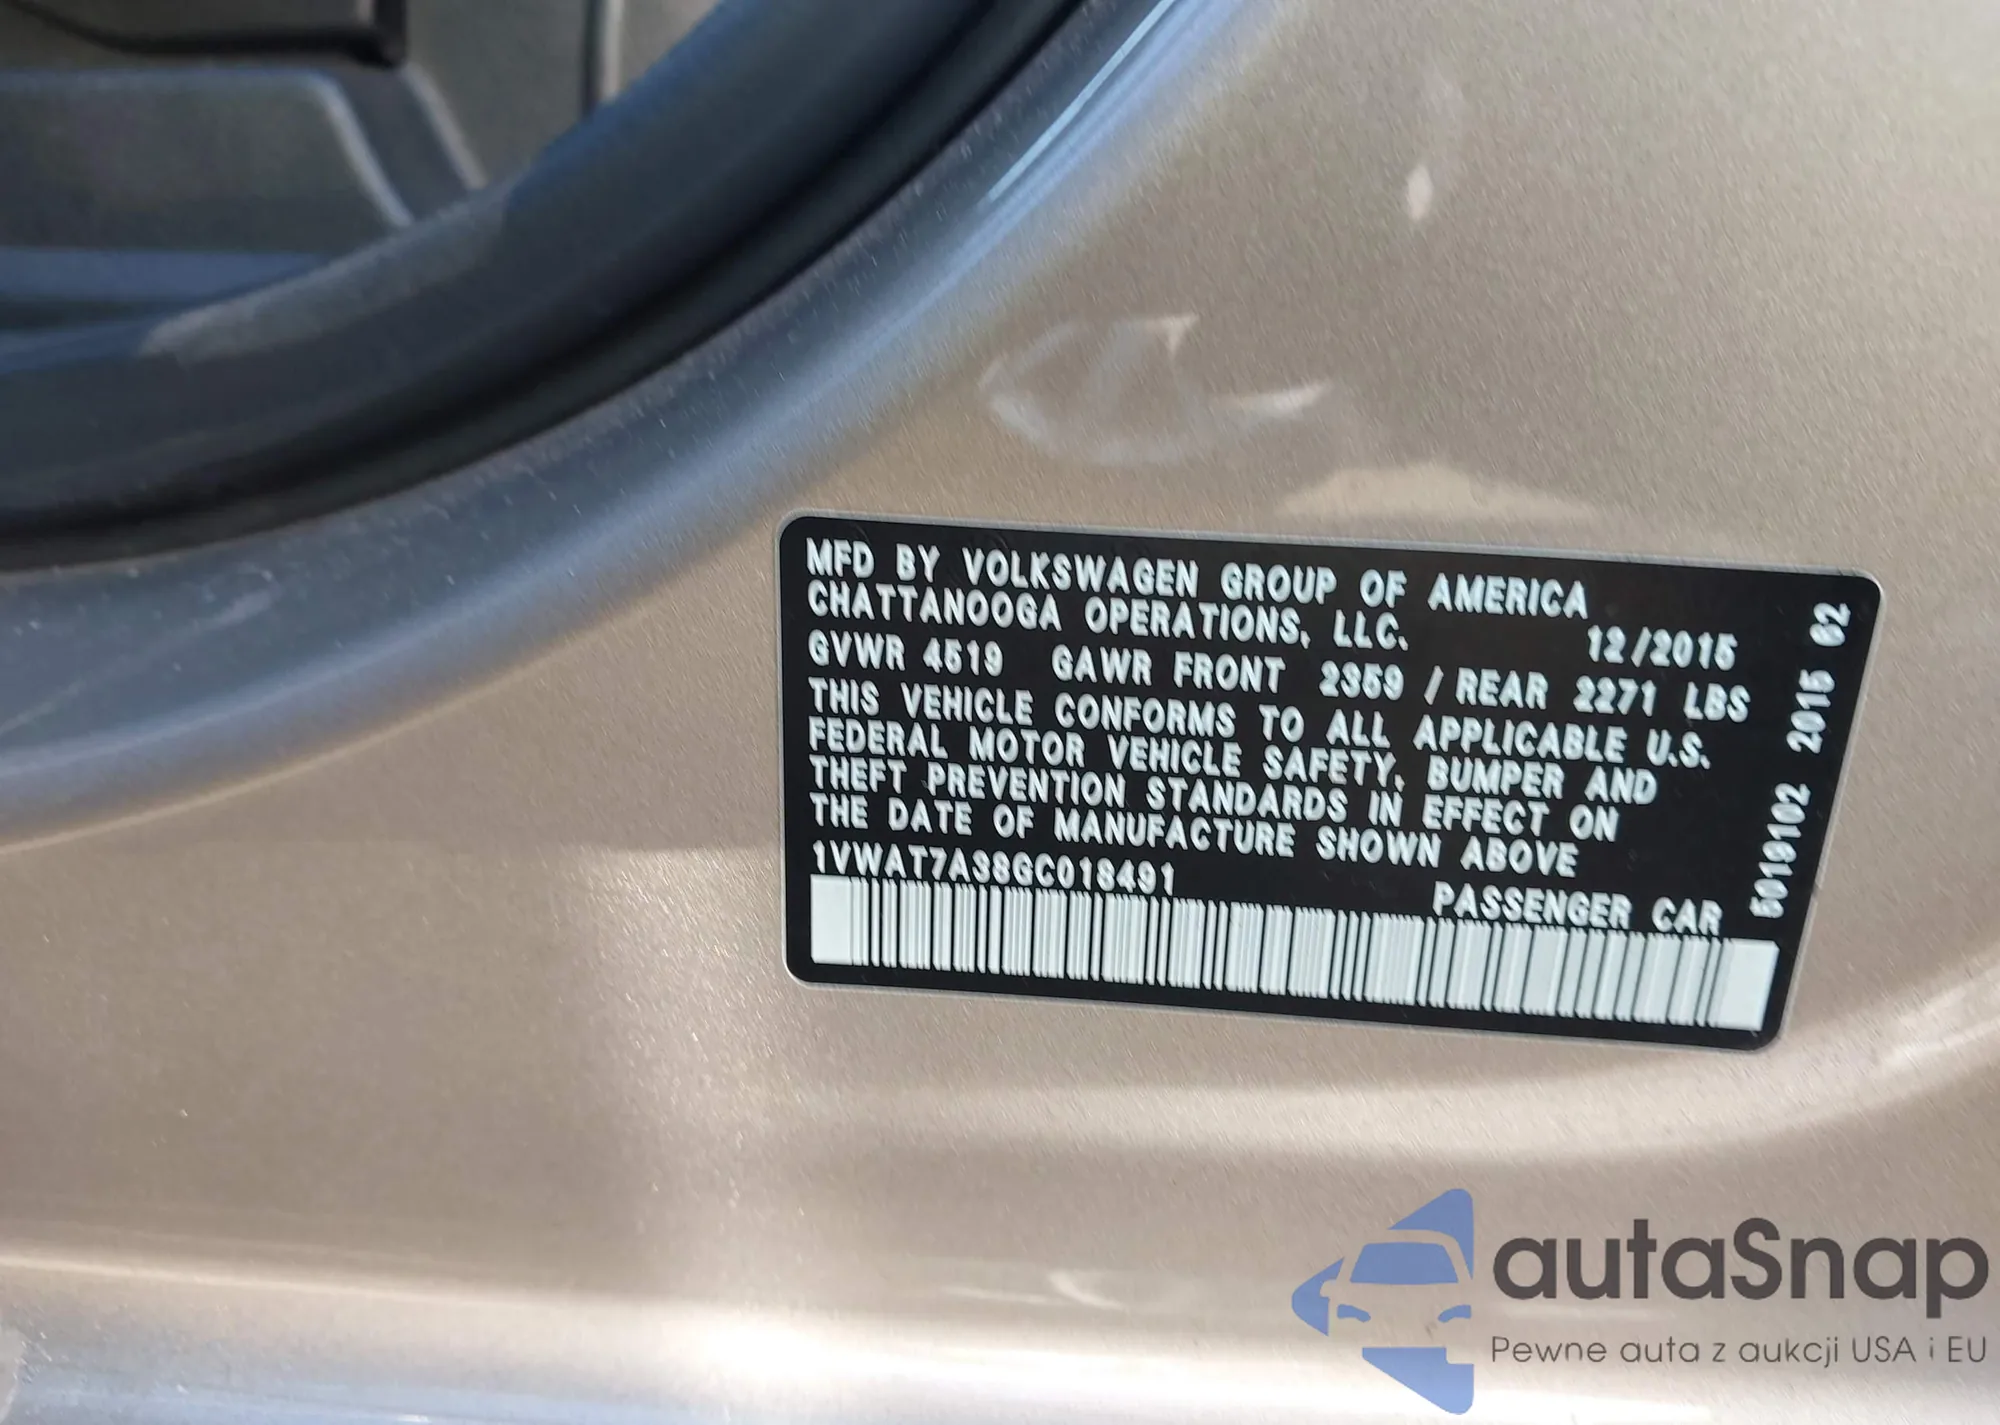 MFD BY VOLKSWAGEN GROUP OF AMERICA
CHATTANOOGA OPERATIONS, LLC. 12/2015
GVWR 4519 GAWR FRONT 2359 / REAR 2271 LBS
THIS VEHICLE CONFORMS TO ALL APPLICABLE U.S.
FEDERAL MOTOR VEHICLE SAFETY, BUMPER AND
THEFT PREVENTION STANDARDS IN EFFECT ON
THE DATE OF MANUFACTURE SHOWN ABOVE
1VWAT7A38GC018491
PASSENGER CAR
5019102 2015 62
autaSnap
Pewne auta z aukcji USA i EU